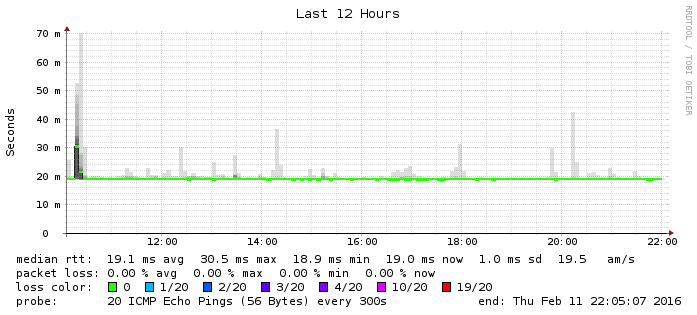 Last 12 Hours
RRDTOOL / TOBI OETIKER
Seconds
70 m
60 m
50 m
40 m
30 m
20 m
10 m
0
12:00 14:00 16:00 18:00 20:00 22:00
median rtt: 19.1 ms avg 30.5 ms max 18.9 ms min 19.0 ms now 1.0 ms sd 19.5 am/s
packet loss: 0.00 % avg 0.00 % max 0.00 % min 0.00 % now
loss color: 0 1/20 2/20 3/20 4/20 10/20 19/20
probe: 20 ICMP Echo Pings (56 Bytes) every 300s end: Thu Feb 11 22:05:07 2016